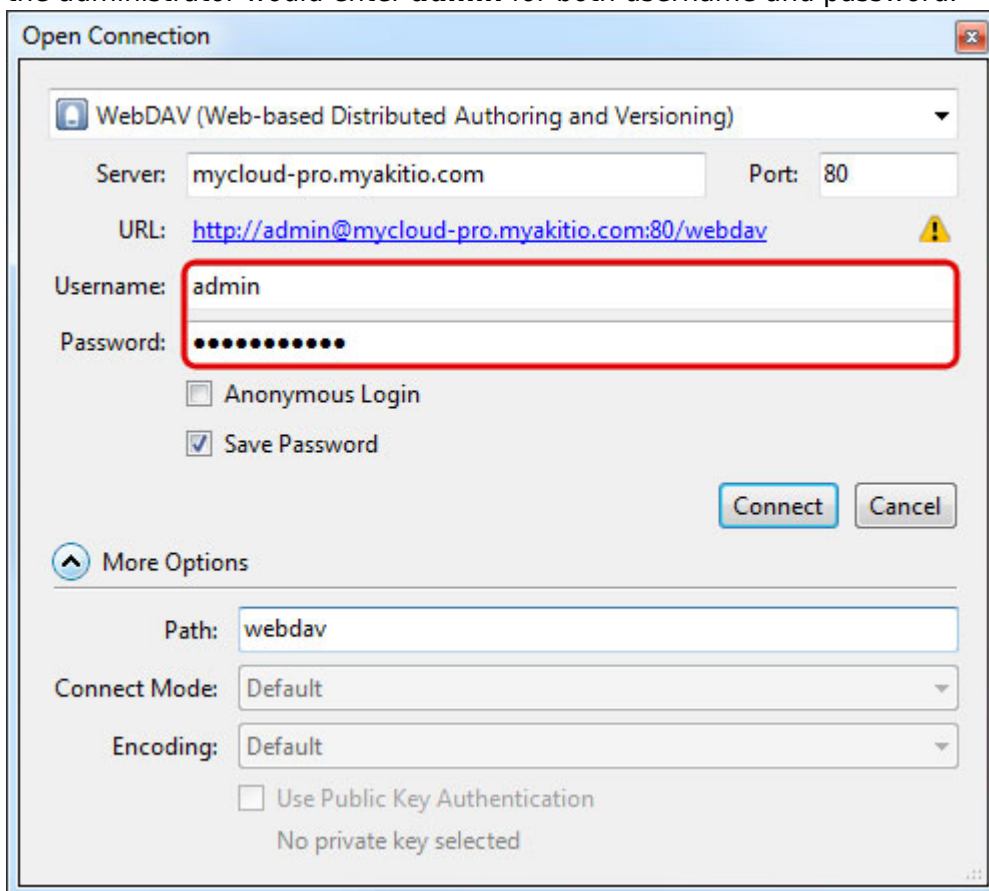 the administrator would enter admin for both username and password.
Open Connection
WebDAV (Web-based Distributed Authoring and Versioning)
Server: mycloud-pro.myakitio.com Port: 80
URL: http://admin@mycloud-pro.myakitio.com:80/webdav
Username: admin
Password: •••••••••••
Anonymous Login
Save Password
Connect Cancel
More Options
Path: webdav
Connect Mode: Default
Encoding: Default
Use Public Key Authentication
No private key selected